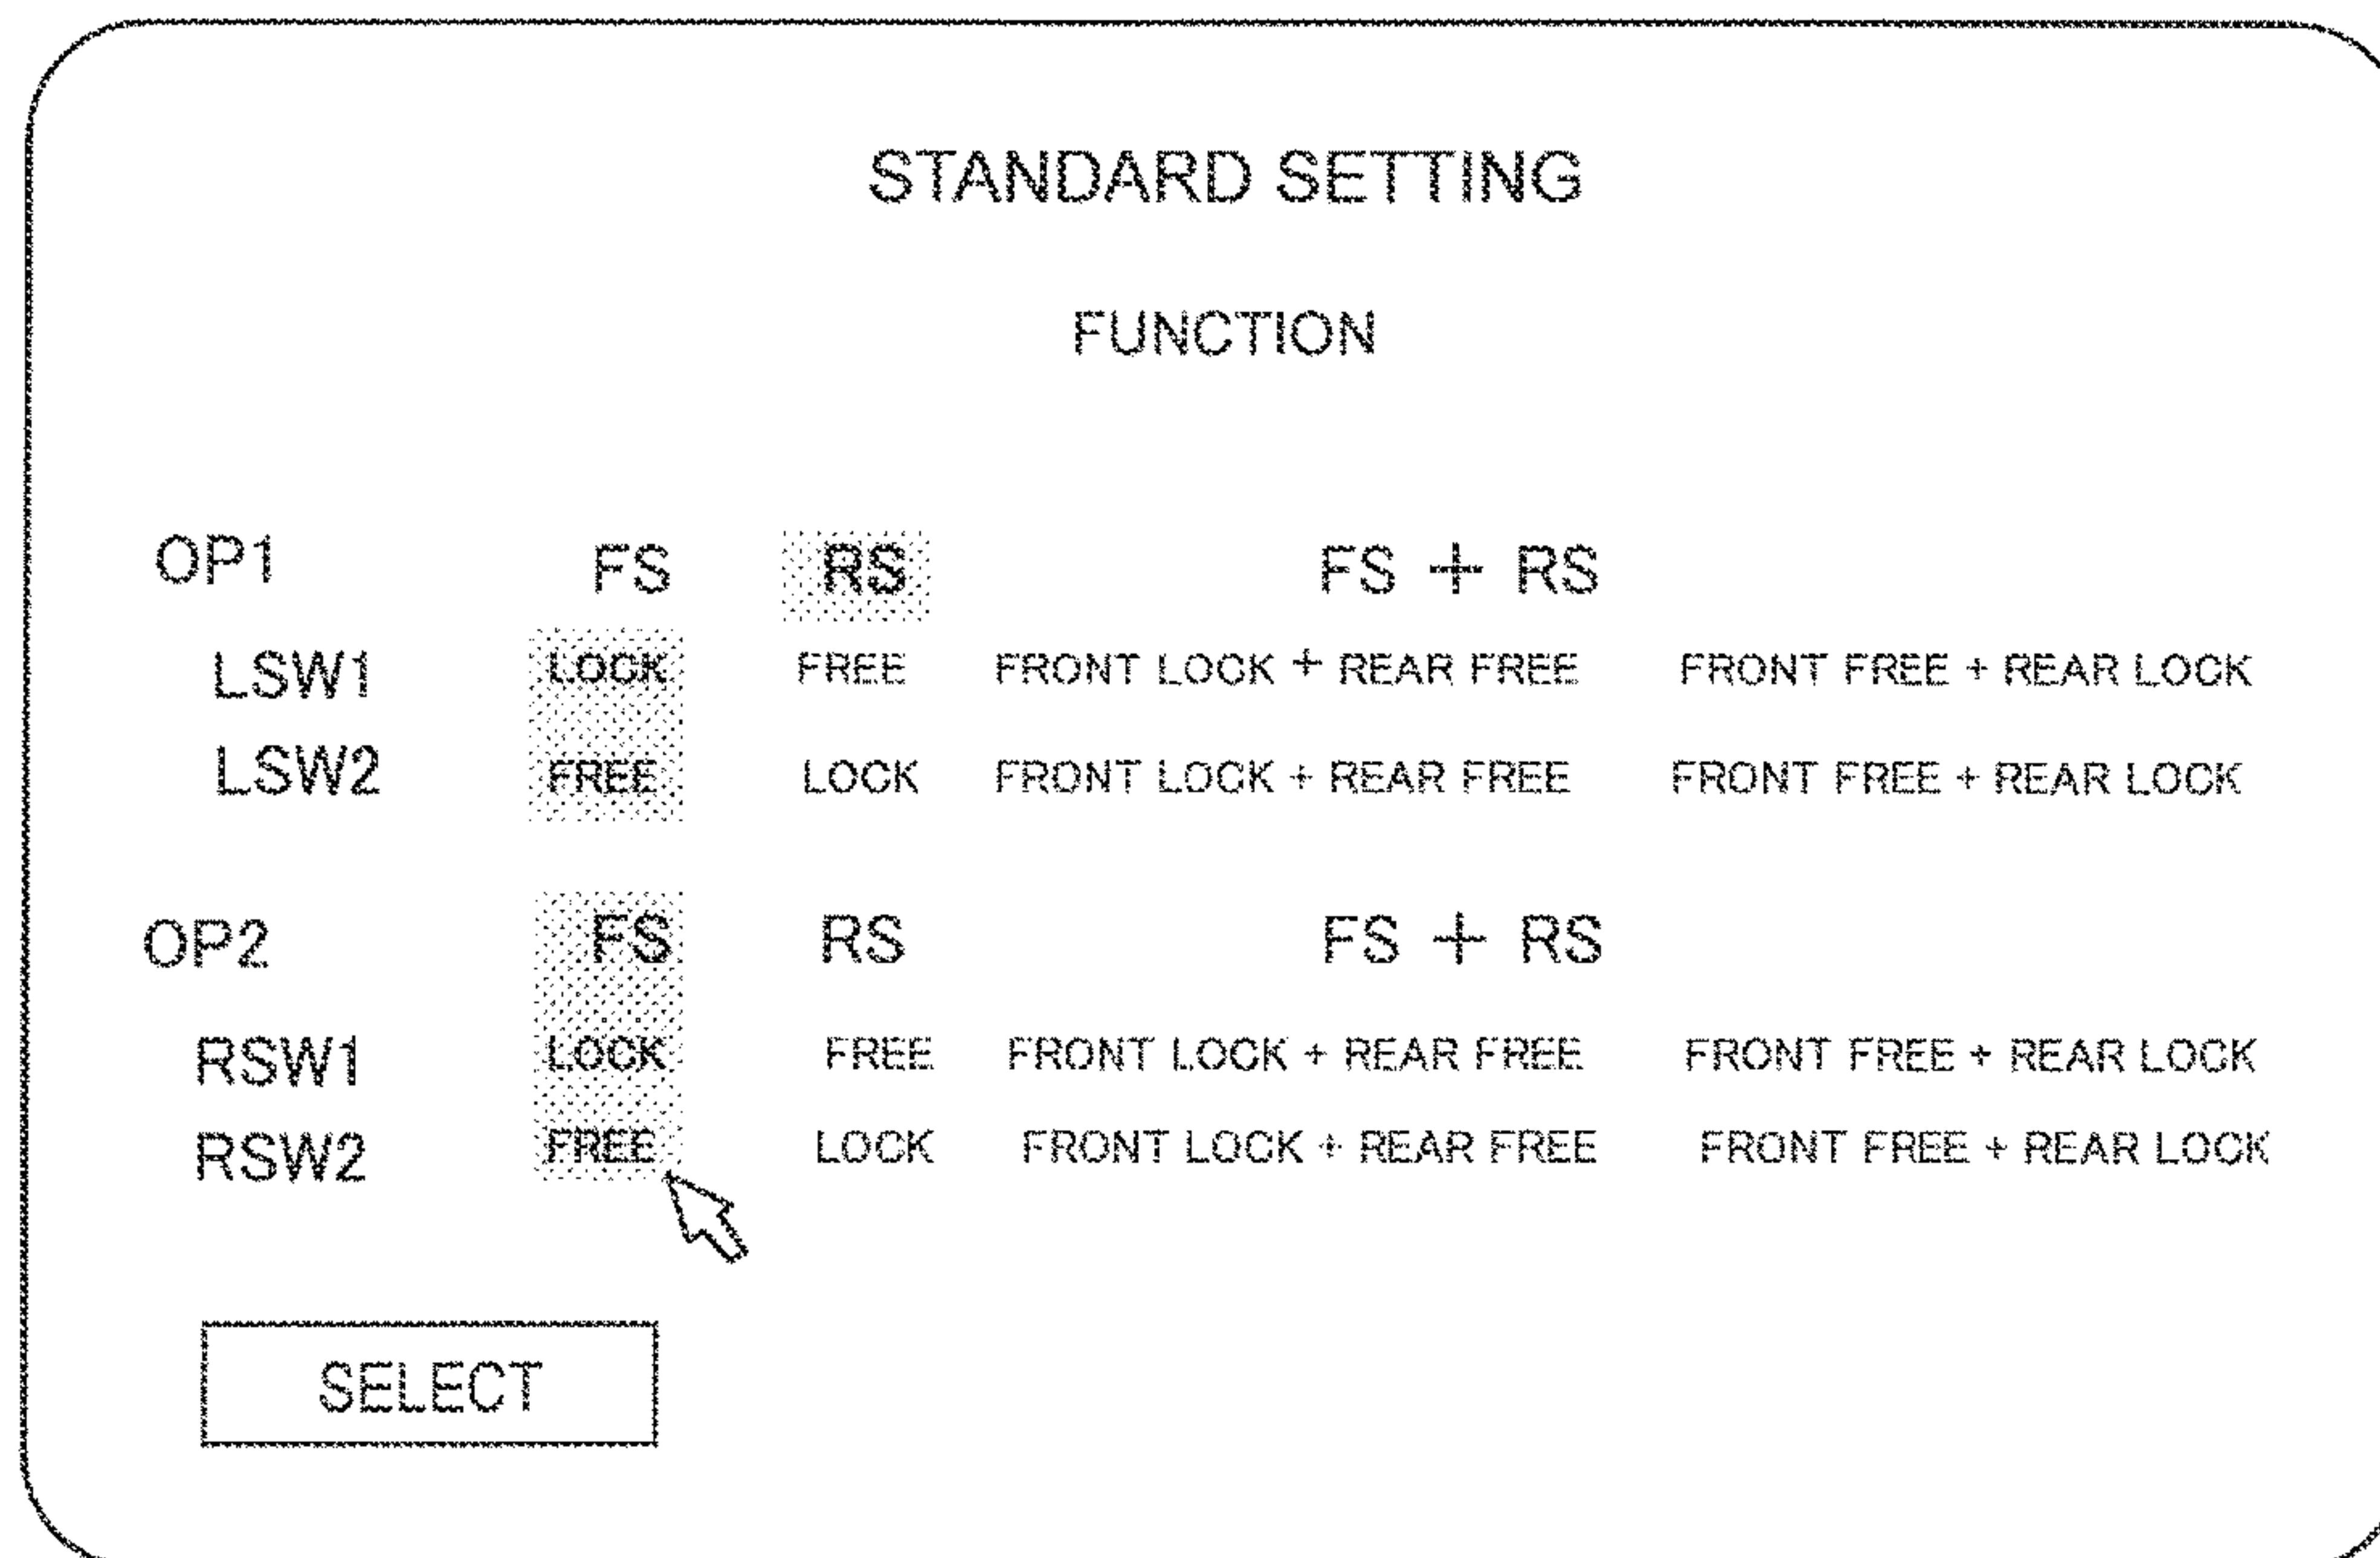 STANDARD SETTING
FUNCTION
OP1 FS RS FS + RS
LSW1 LOCK FREE FRONT LOCK + REAR FREE FRONT FREE + REAR LOCK
LSW2 FREE LOCK FRONT LOCK + REAR FREE FRONT FREE + REAR LOCK
OP2 FS RS FS + RS
RSW1 LOCK FREE FRONT LOCK + REAR FREE FRONT FREE + REAR LOCK
RSW2 FREE LOCK FRONT LOCK + REAR FREE FRONT FREE + REAR LOCK
SELECT